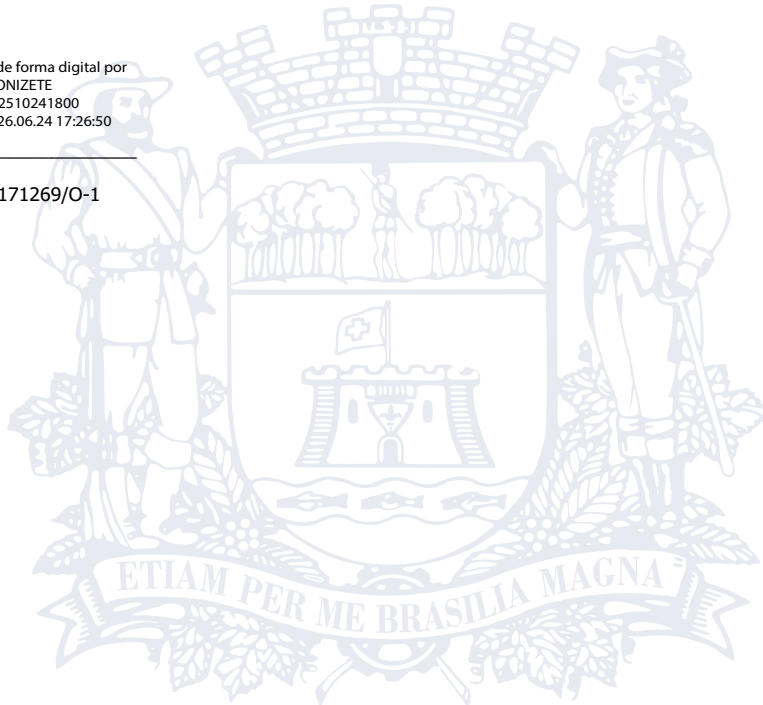 de forma digital por
ONIZETE
2510241800
26.06.24 17:26:50
171269/O-1
ETIAM PER ME BRASILIA MAGNA